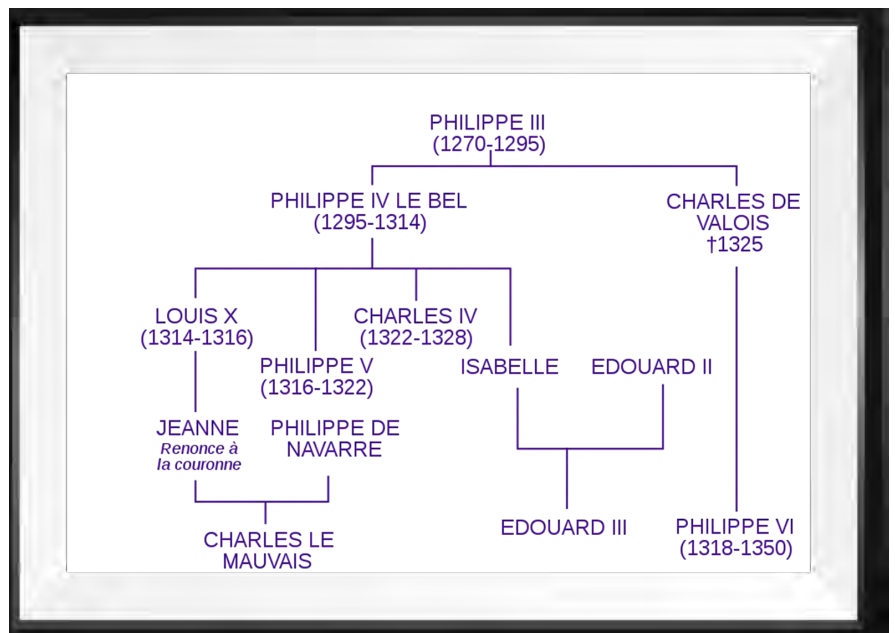 PHILIPPE III
(1270-1295)
PHILIPPE IV LE BEL
(1295-1314)
CHARLES DE
VALOIS
†1325
LOUIS X
(1314-1316)
CHARLES IV
(1322-1328)
PHILIPPE V
(1316-1322)
ISABELLE
EDOUARD II
JEANNE
Renonce à
la couronne
PHILIPPE DE
NAVARRE
CHARLES LE
MAUVAIS
EDOUARD III
PHILIPPE VI
(1318-1350)